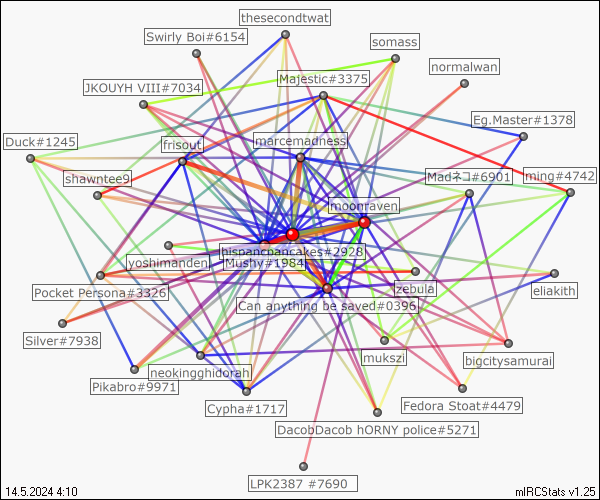 thesecondtwat
Swirly Boi#6154
somass
normalwan
Majestic#3375
JKOUYH VIII#7034
Eg.Master#1378
Duck#1245
frisout
marcemadness
shawntee9
Madネコ#6901
ming#4742
moonraven
hispanchpancakes#2928
Mushy#1984
yoshimanden
Pocket Persona#3326
zebula
eliakith
Can anything be saved#0396
Silver#7938
mukszi
bigcitysamurai
neokingghidorah
Pikabro#9971
Cypha#1717
Fedora Stoat#4479
DacobDacob hORNY police#5271
LPK2387 #7690
14.5.2024 4:10
mIRCStats v1.25